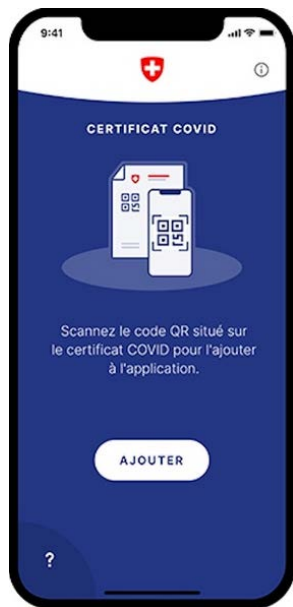 9:41
CERTIFICAT COVID
Scannez le code QR situé sur
le certificat COVID pour l'ajouter
à l'application.
AJOUTER
?